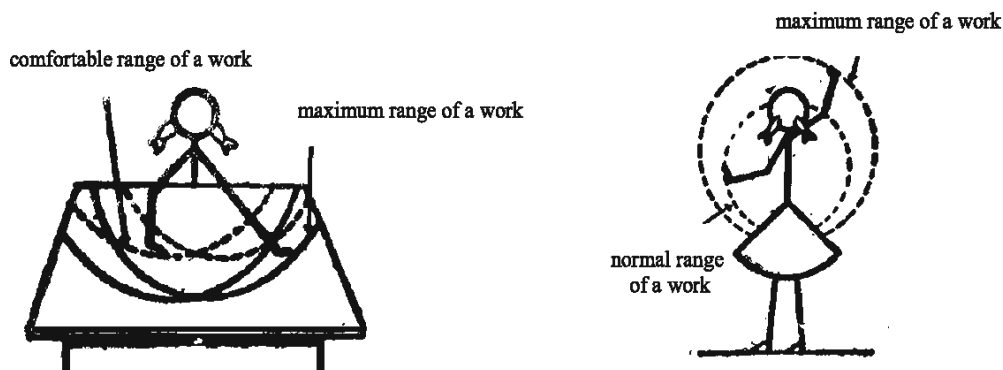 comfortable range of a work
maximum range of a work
maximum range of a work
normal range
of a work